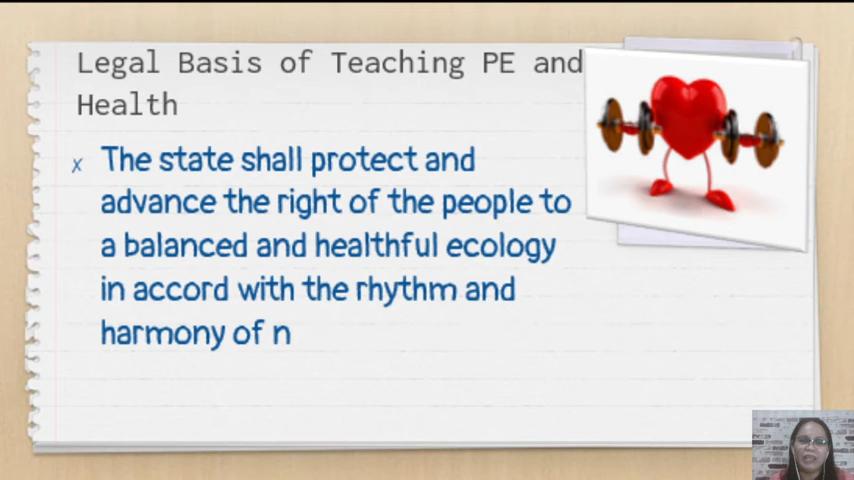 Legal Basis of Teaching PE and
Health
x The state shall protect and
advance the right of the people to
a balanced and healthful ecology
in accord with the rhythm and
harmony of n